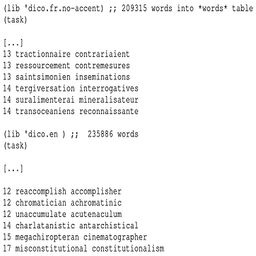 (lib 'dico.fr.no-accent) ;; 209315 words into *words* table
(task)
[...]
13 tractionnaire contrariaient
13 ressourcement contremesures
13 saintsimonien inseminations
14 tergiversation interrogatives
14 suralimenterai mineralisateur
14 transoceaniens reconnaissante
(lib 'dico.en ) ;; 235886 words
(task)
[...]
12 reaccomplish accomplisher
12 chromatician achromatinic
12 unaccumulate acutenaculum
14 charlatanistic antarchistical
15 megachiropteran cinematographer
17 misconstitutional constitutionalism